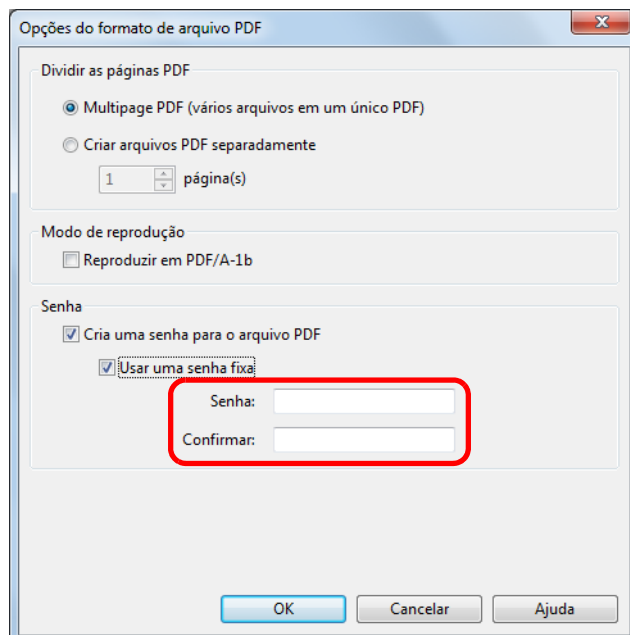 Opções do formato de arquivo PDF
Dividir as páginas PDF
Multipage PDF (vários arquivos em um único PDF)
Criar arquivos PDF separadamente
1 página(s)
Modo de reprodução
Reproduzir em PDF/A-1b
Senha
Cria uma senha para o arquivo PDF
Usar uma senha fixa
Senha:
Confirmar:
OK Cancelar Ajuda